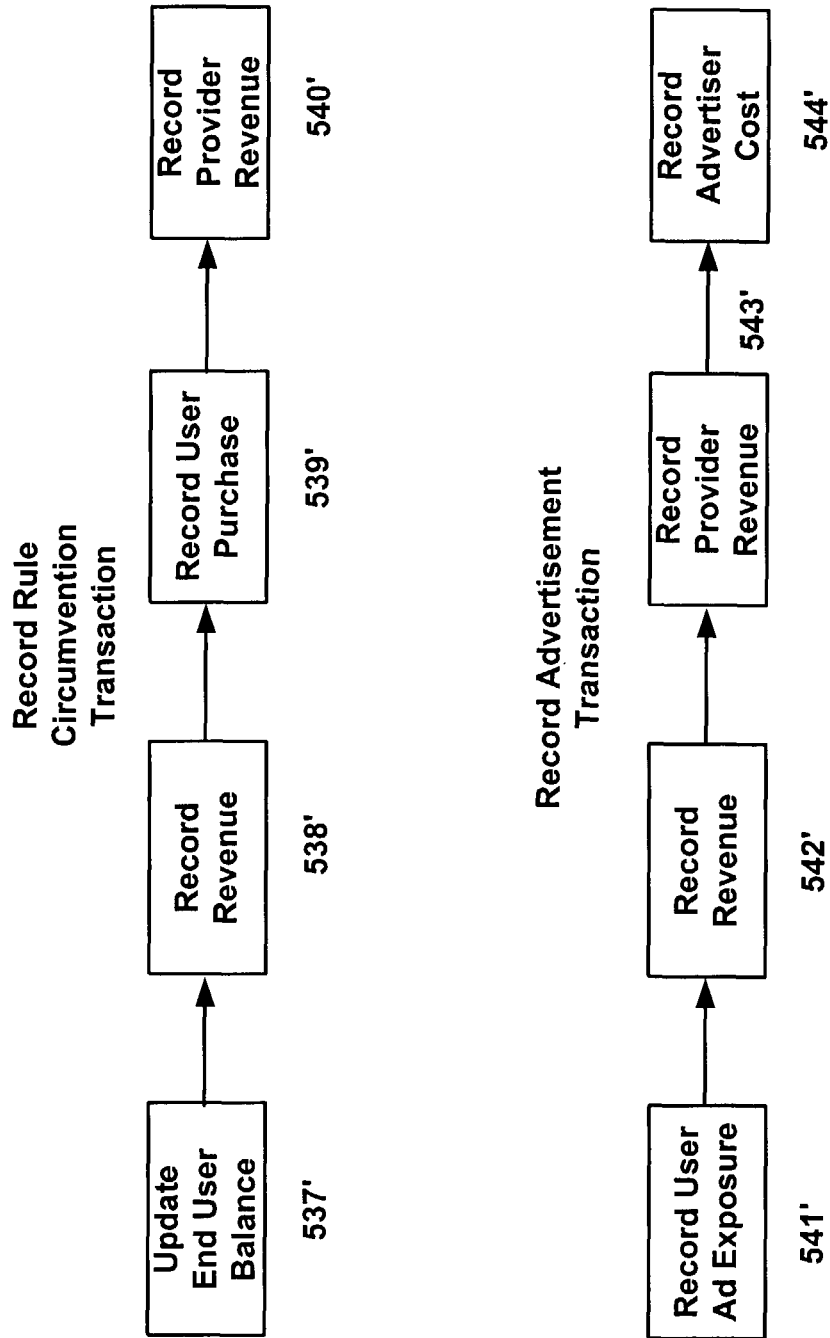 Record Rule
Circumvention
Transaction
Update
End User
Balance
537'
Record
Revenue
538'
Record User
Purchase
539'
Record
Provider
Revenue
540'
Record Advertisement
Transaction
Record User
Ad Exposure
541'
Record
Revenue
542'
Record
Provider
Revenue
543'
Record
Advertiser
Cost
544'